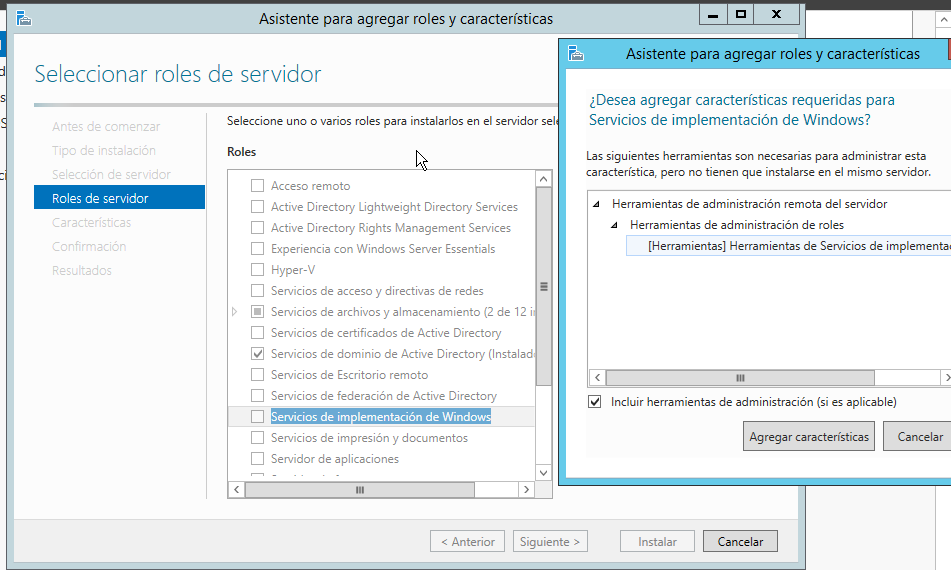 Asistente para agregar roles y características
Seleccionar roles de servidor
Antes de comenzar
Tipo de instalación
Selección de servidor
Roles de servidor
Características
Confirmación
Resultados
Seleccione uno o varios roles para instalarlos en el servidor
Roles
Acceso remoto
Active Directory Lightweight Directory Services
Active Directory Rights Management Services
Experiencia con Windows Server Essentials
Hyper-V
Servicios de acceso y directivas de redes
Servicios de archivos y almacenamiento (2 de 12
Servicios de certificados de Active Directory
Servicios de dominio de Active Directory
Servicios de Escritorio remoto
Servicios de federación de Active Directory
Servicios de implementación de Windows
Servicios de impresión y documentos
Servidor de aplicaciones
< Anterior
Siguiente >
Instalar
Cancelar
Asistente para agregar roles y características
¿Desea agregar características requeridas para
Servicios de implementación de Windows?
Las siguientes herramientas son necesarias para administrar esta
característica, pero no tienen que instalarse en el mismo servidor.
Herramientas de administración remota del servidor
Herramientas de administración de roles
[Herramientas] Herramientas de Servicios de
Incluir herramientas de administración (si es aplicable)
Agregar características
Cancelar